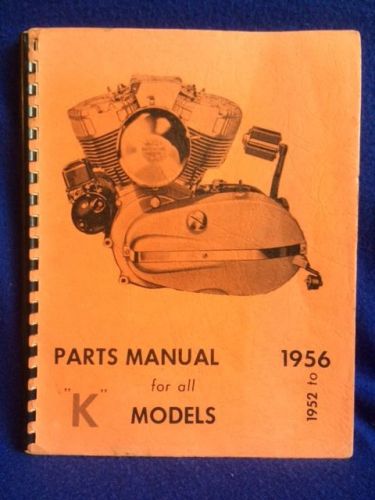 PARTS MANUAL
for all
"K" MODELS
1952 to 1956